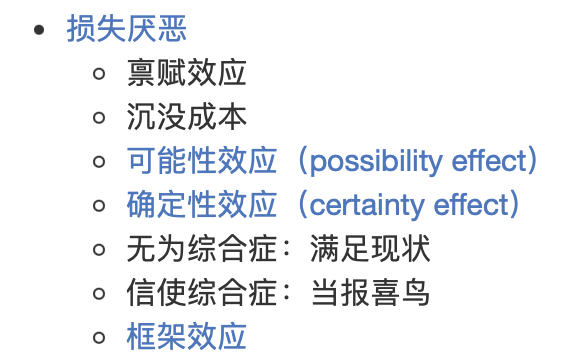 损失厌恶
禀赋效应
沉没成本
可能性效应（possibility effect）
确定性效应（certainty effect）
无为综合症：满足现状
信使综合症：当报喜鸟
框架效应